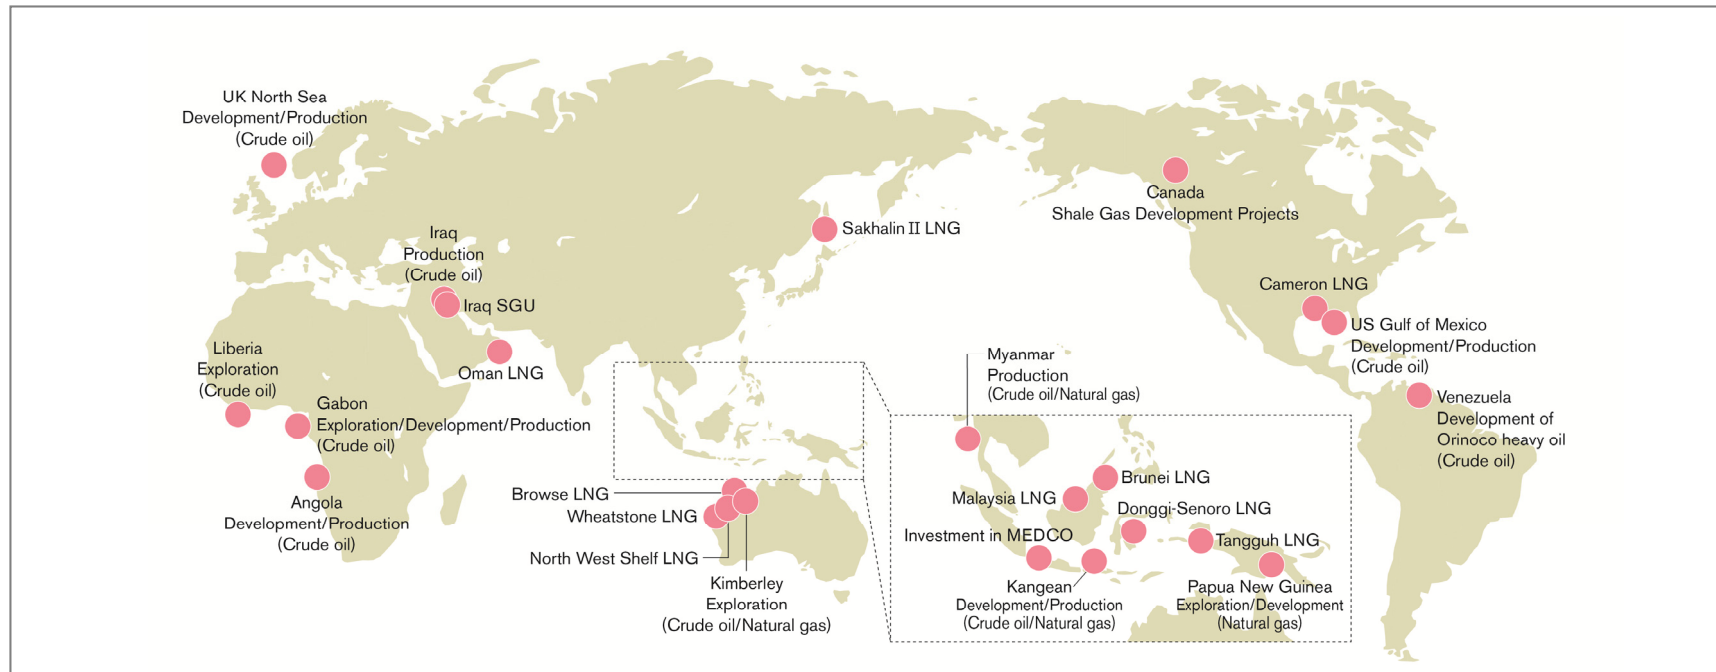 UK North Sea
Development/Production
(Crude oil)
Iraq
Production
(Crude oil)
Iraq SGU
Oman LNG
Liberia
Exploration
(Crude oil)
Gabon
Exploration/Development/Production
(Crude oil)
Angola
Development/Production
(Crude oil)
Sakhalin II LNG
Browse LNG
Wheatstone LNG
North West Shelf LNG
Kimberley
Exploration
(Crude oil/Natural gas)
Myanmar
Production
(Crude oil/Natural gas)
Brunei LNG
Malaysia LNG
Donggi-Senoro LNG
Investment in MEDCO
Tangguh LNG
Kangean
Development/Production
(Crude oil/Natural gas)
Papua New Guinea
Exploration/Development
(Natural gas)
Canada
Shale Gas Development Projects
Cameron LNG
US Gulf of Mexico
Development/Production
(Crude oil)
Venezuela
Development of
Orinoco heavy oil
(Crude oil)